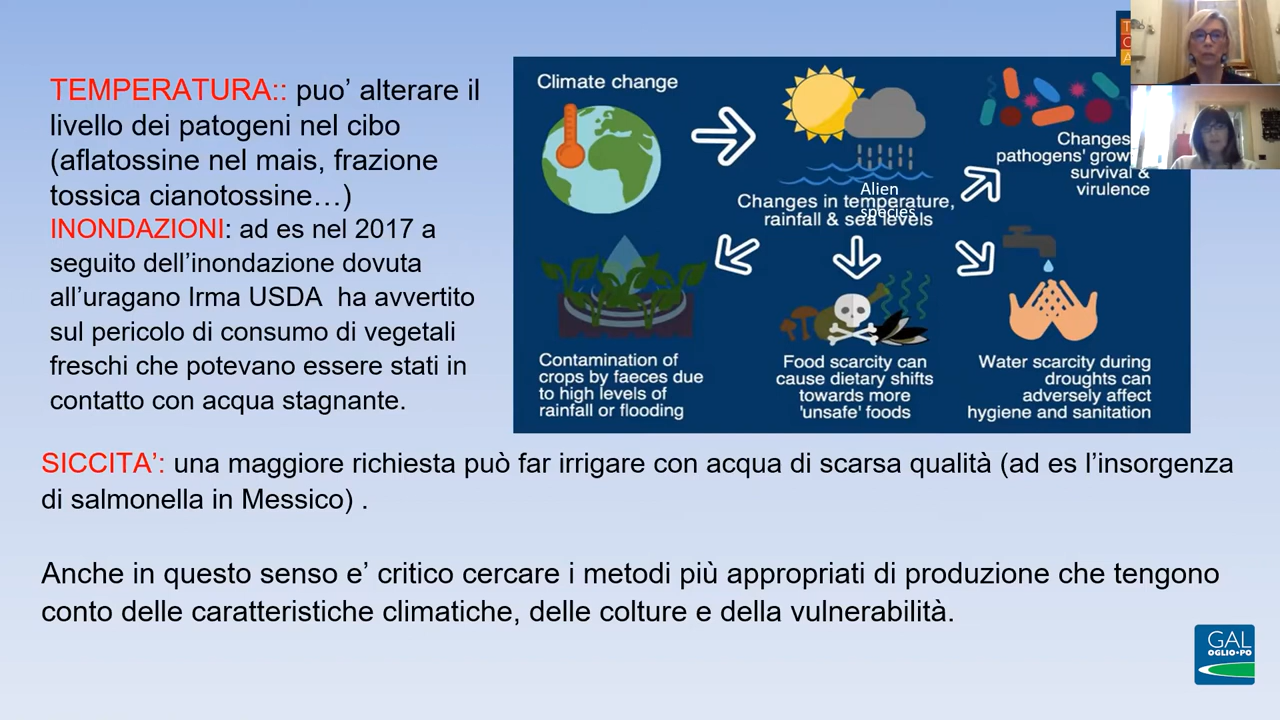 TEMPERATURA:: puo’ alterare il
livello dei patogeni nel cibo
(aflatossine nel mais, frazione
tossica cianotossine…)
INONDAZIONI: ad es nel 2017 a
seguito dell’inondazione dovuta
all’uragano Irma USDA ha avvertito
sul pericolo di consumo di vegetali
freschi che potevano essere stati in
contatto con acqua stagnante.
Climate change
Alien
species
Changes in temperature,
rainfall & sea levels
Changes
pathogens'
survival &
virulence
Contamination of
crops by faeces due
to high levels of
rainfall or flooding
Food scarcity can
cause dietary shifts
towards more
'unsafe' foods
Water scarcity during
droughts can
adversely affect
hygiene and sanitation
SICCITA’: una maggiore richiesta può far irrigare con acqua di scarsa qualità (ad es l’insorgenza
di salmonella in Messico) .
Anche in questo senso e’ critico cercare i metodi più appropriati di produzione che tengono
conto delle caratteristiche climatiche, delle colture e della vulnerabilità.
GAL
OGLIO•PO